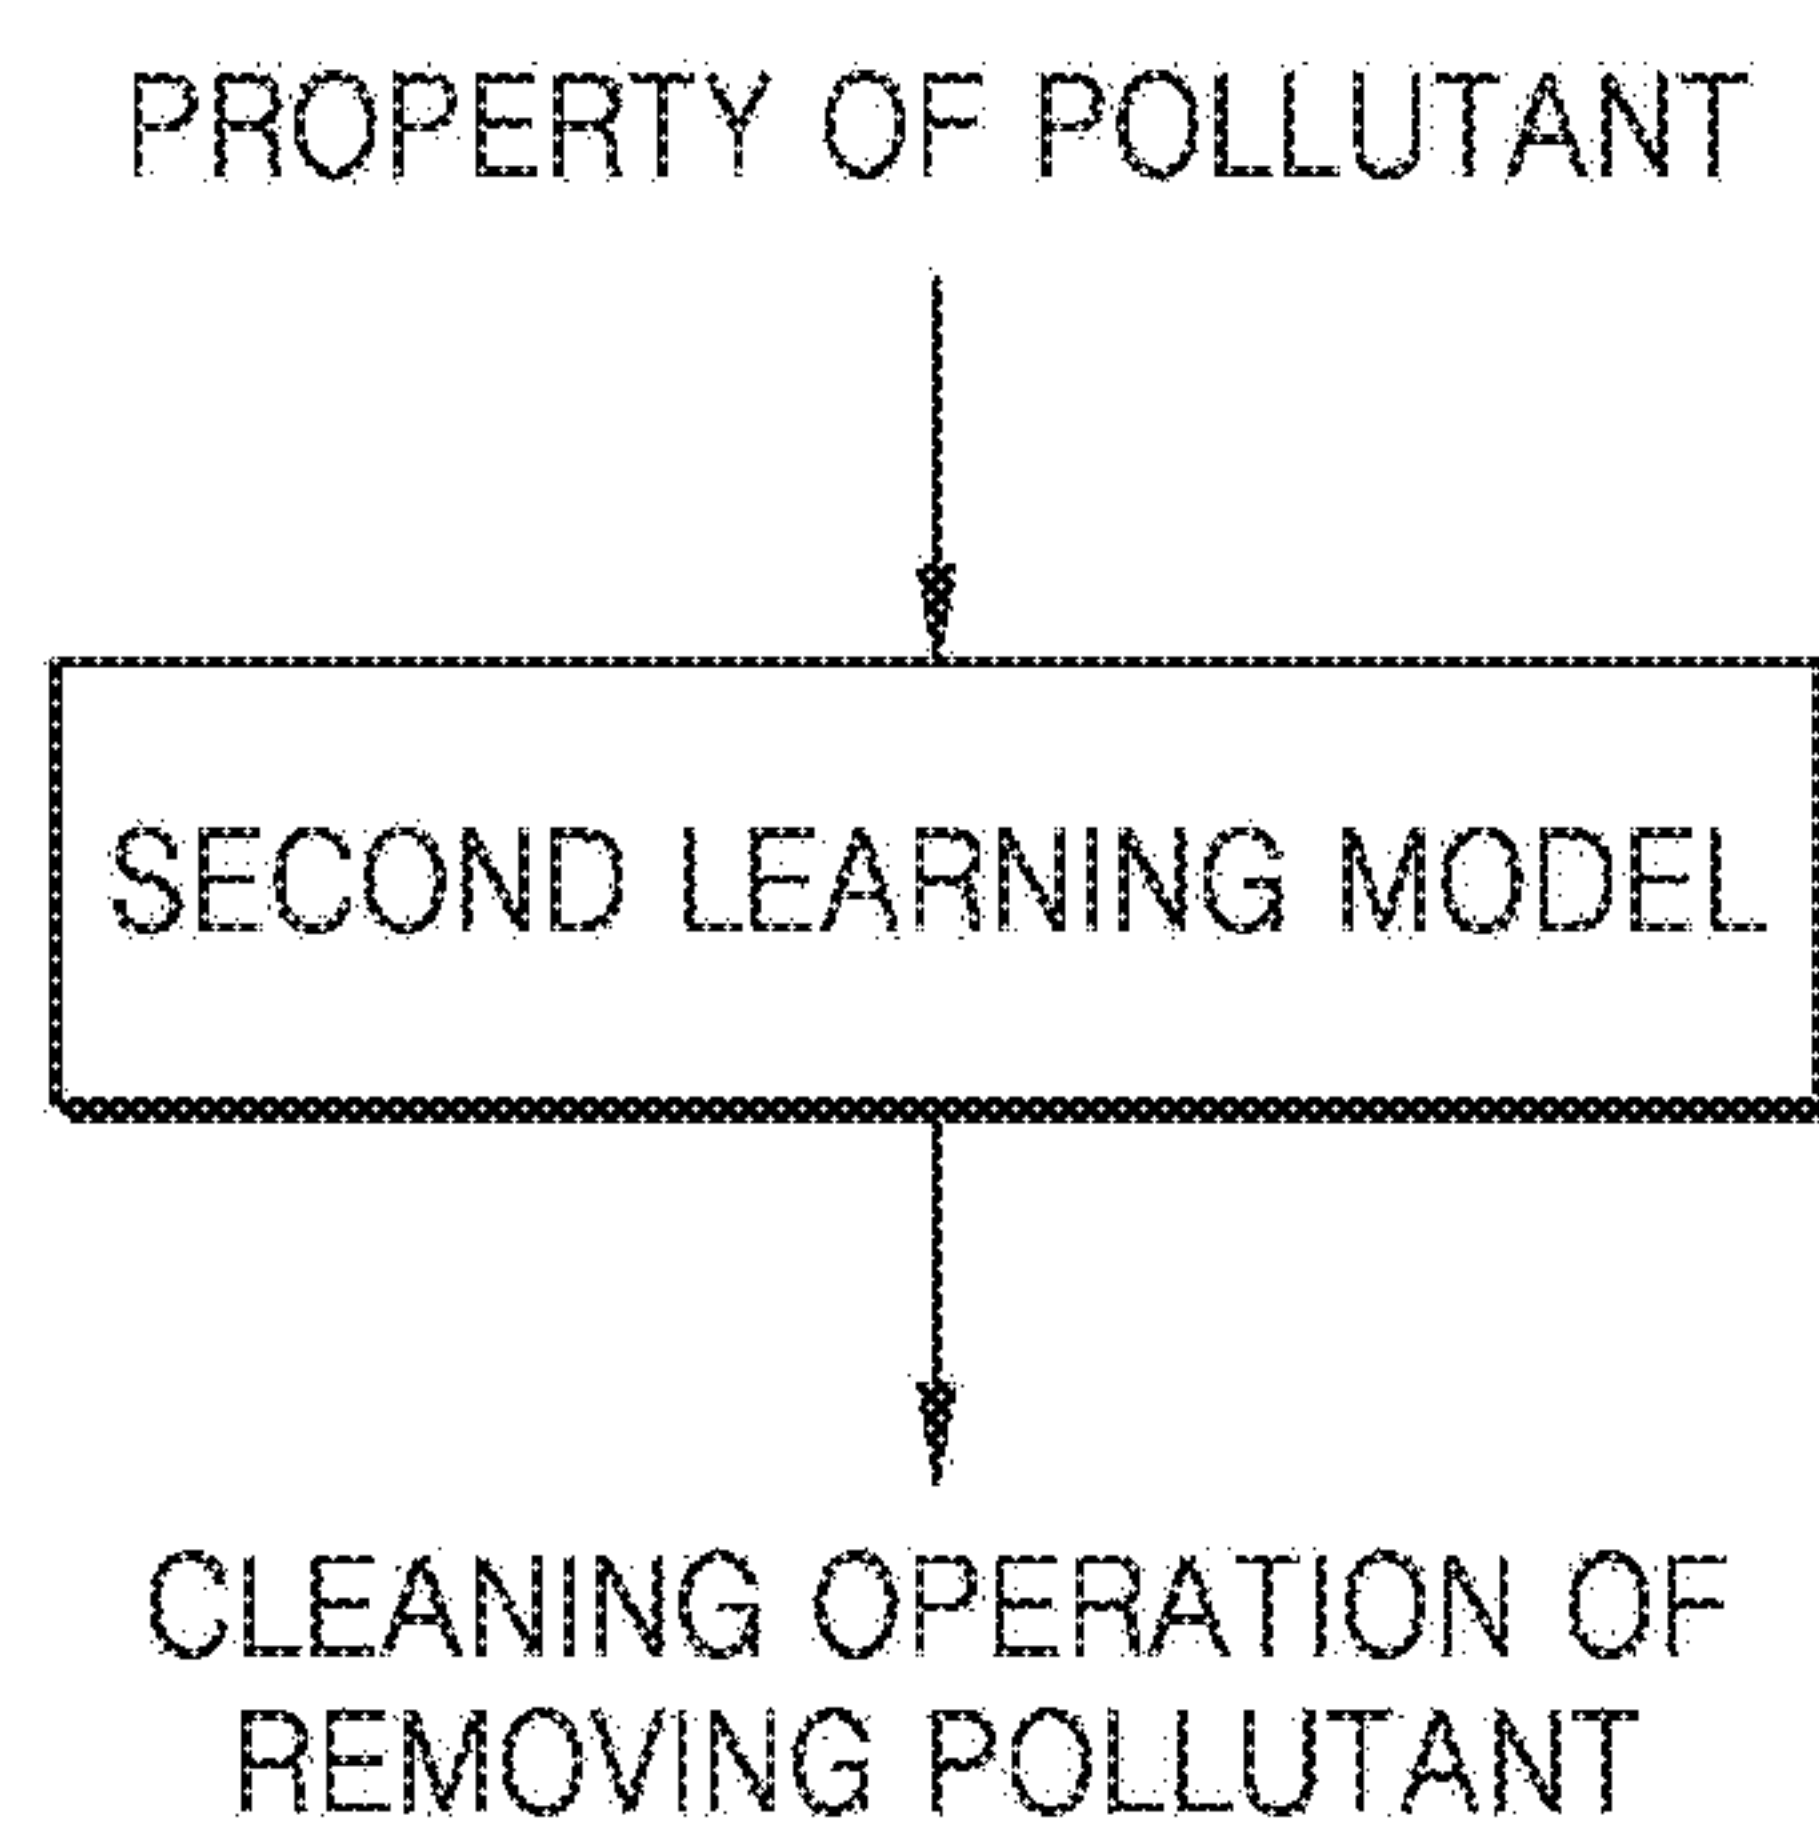 PROPERTY OF POLLUTANT
SECOND LEARNING MODEL
CLEANING OPERATION OF
REMOVING POLLUTANT